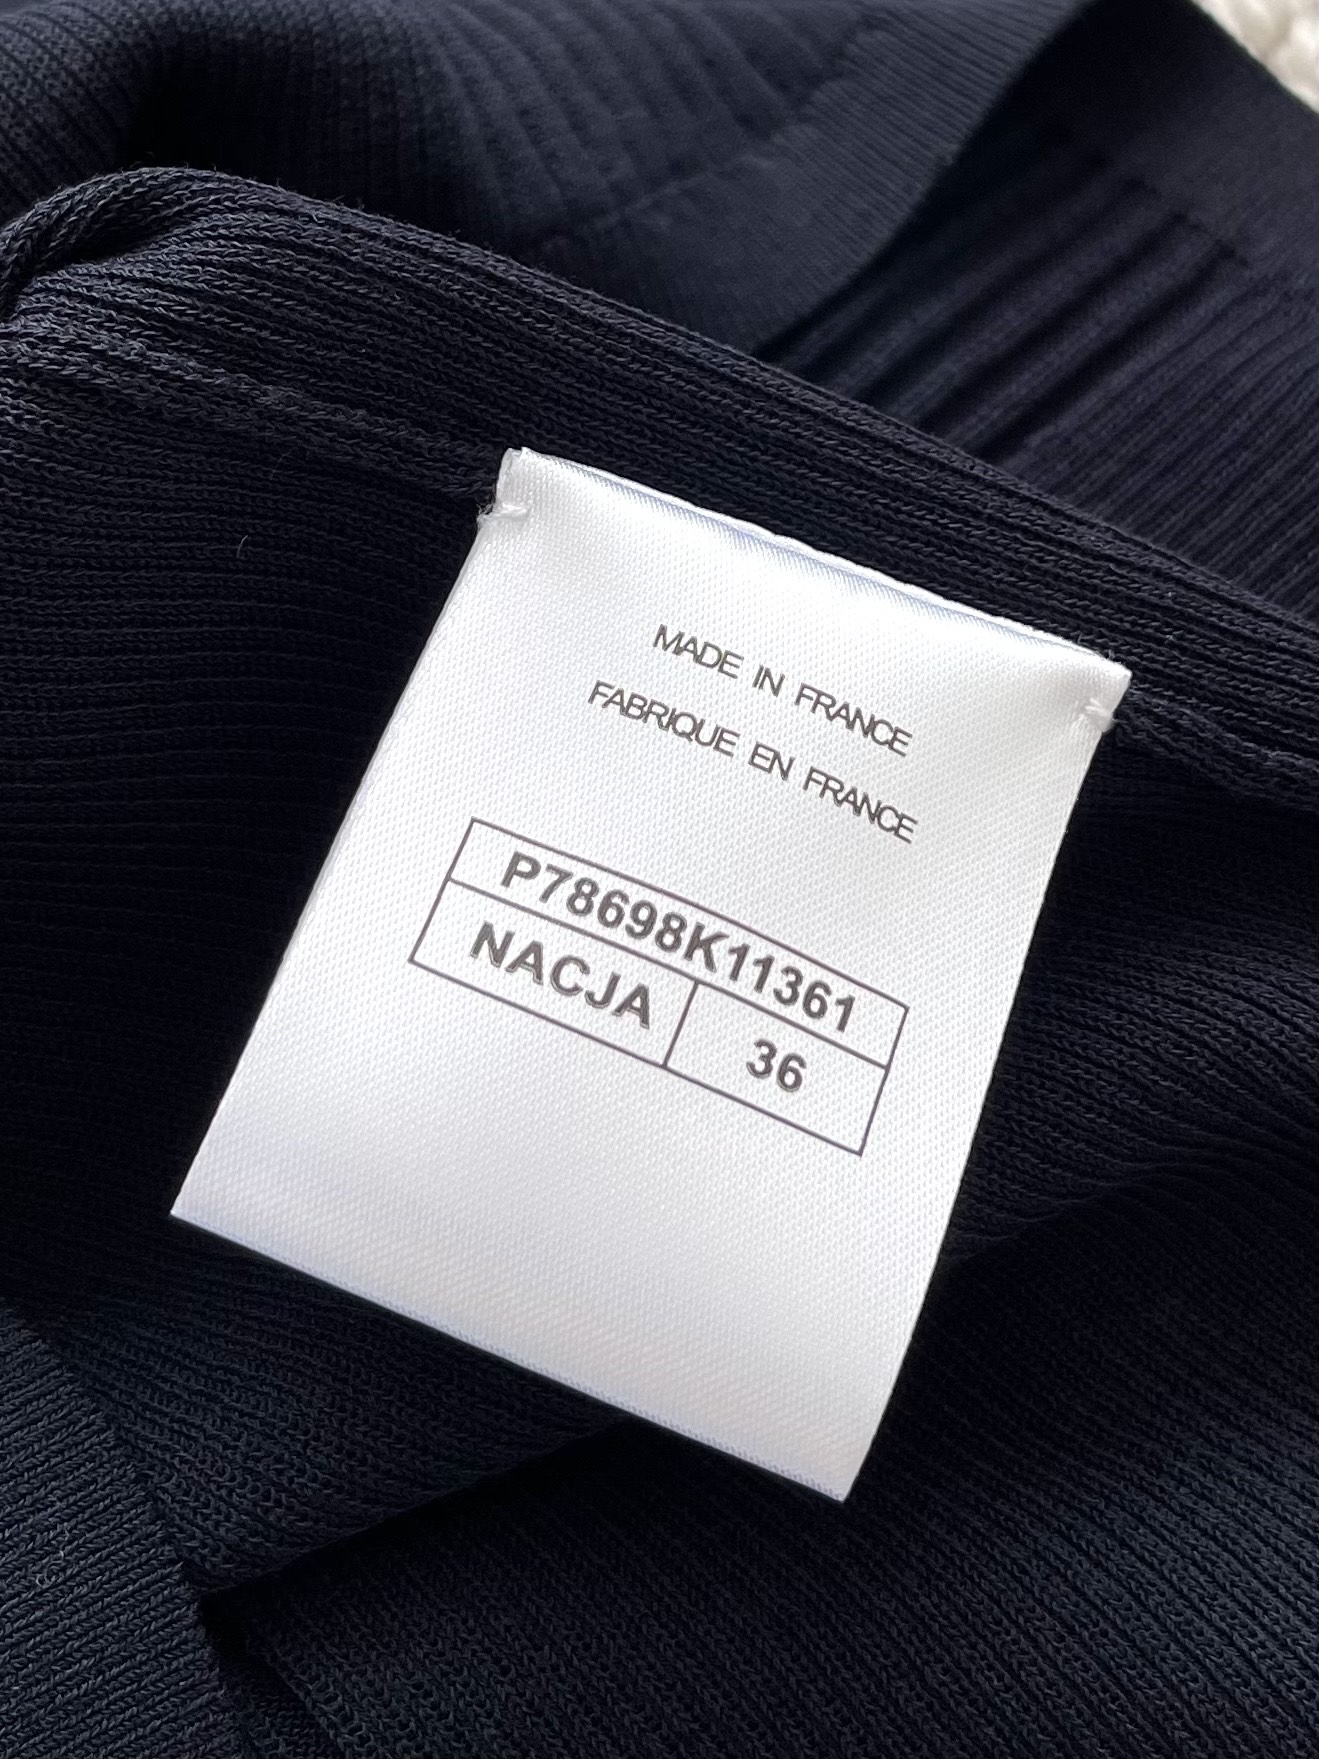 MADE IN FRANCE
FABRIQUE EN FRANCE
P78698K11361
NACJA
36